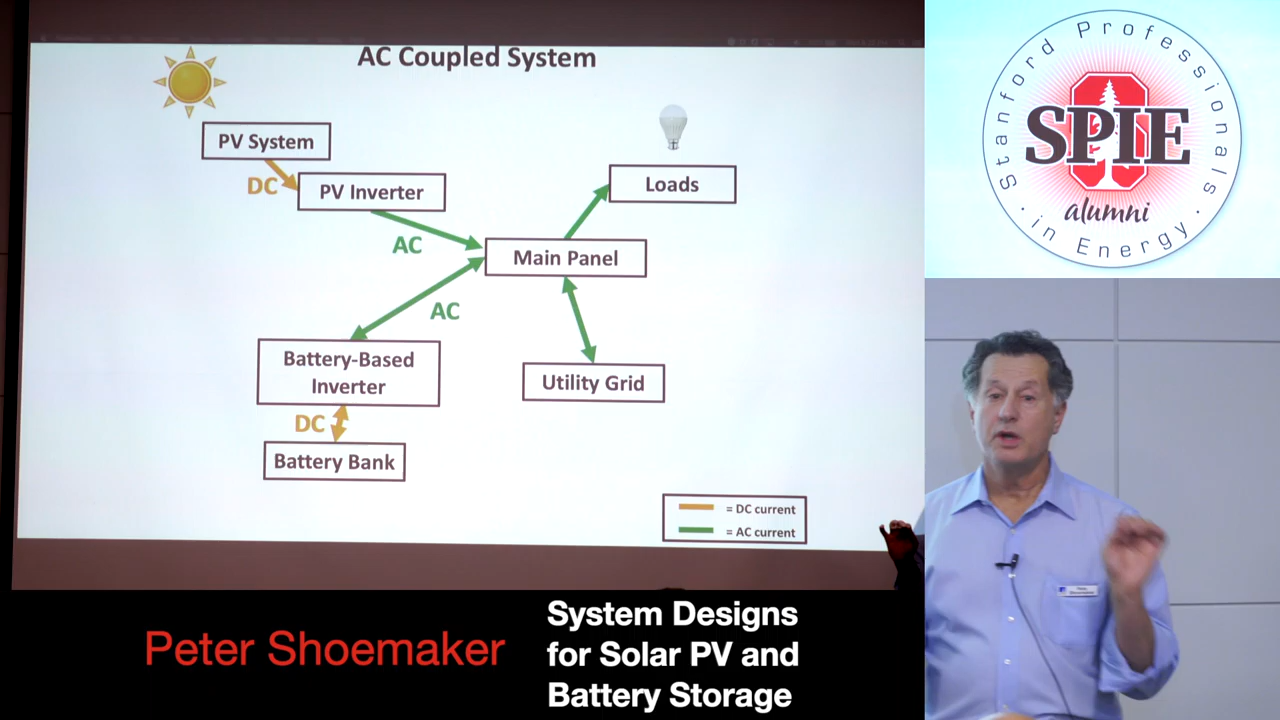 AC Coupled System
PV System
DC
PV Inverter
AC
Loads
Main Panel
AC
Battery-Based
Inverter
Utility Grid
DC
Battery Bank
= DC current
= AC current
Stanford Professionals
SPIE
alumni
in Energy
Peter Shoemaker
System Designs
for Solar PV and
Battery Storage